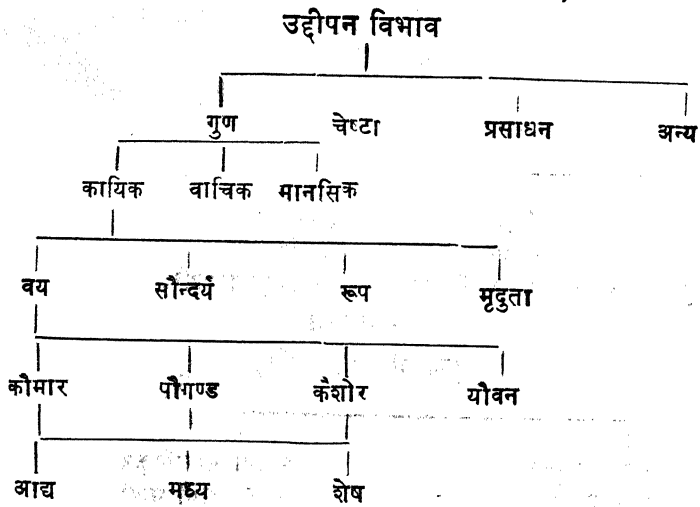 उद्दीपन विभाव
गुण चेष्टा प्रसाधन अन्य
कायिक वाचिक मानसिक
वय सौन्दर्य रूप मृदुता
कौमार पौगण्ड कैशोर यौवन
आद्य मध्य शेष